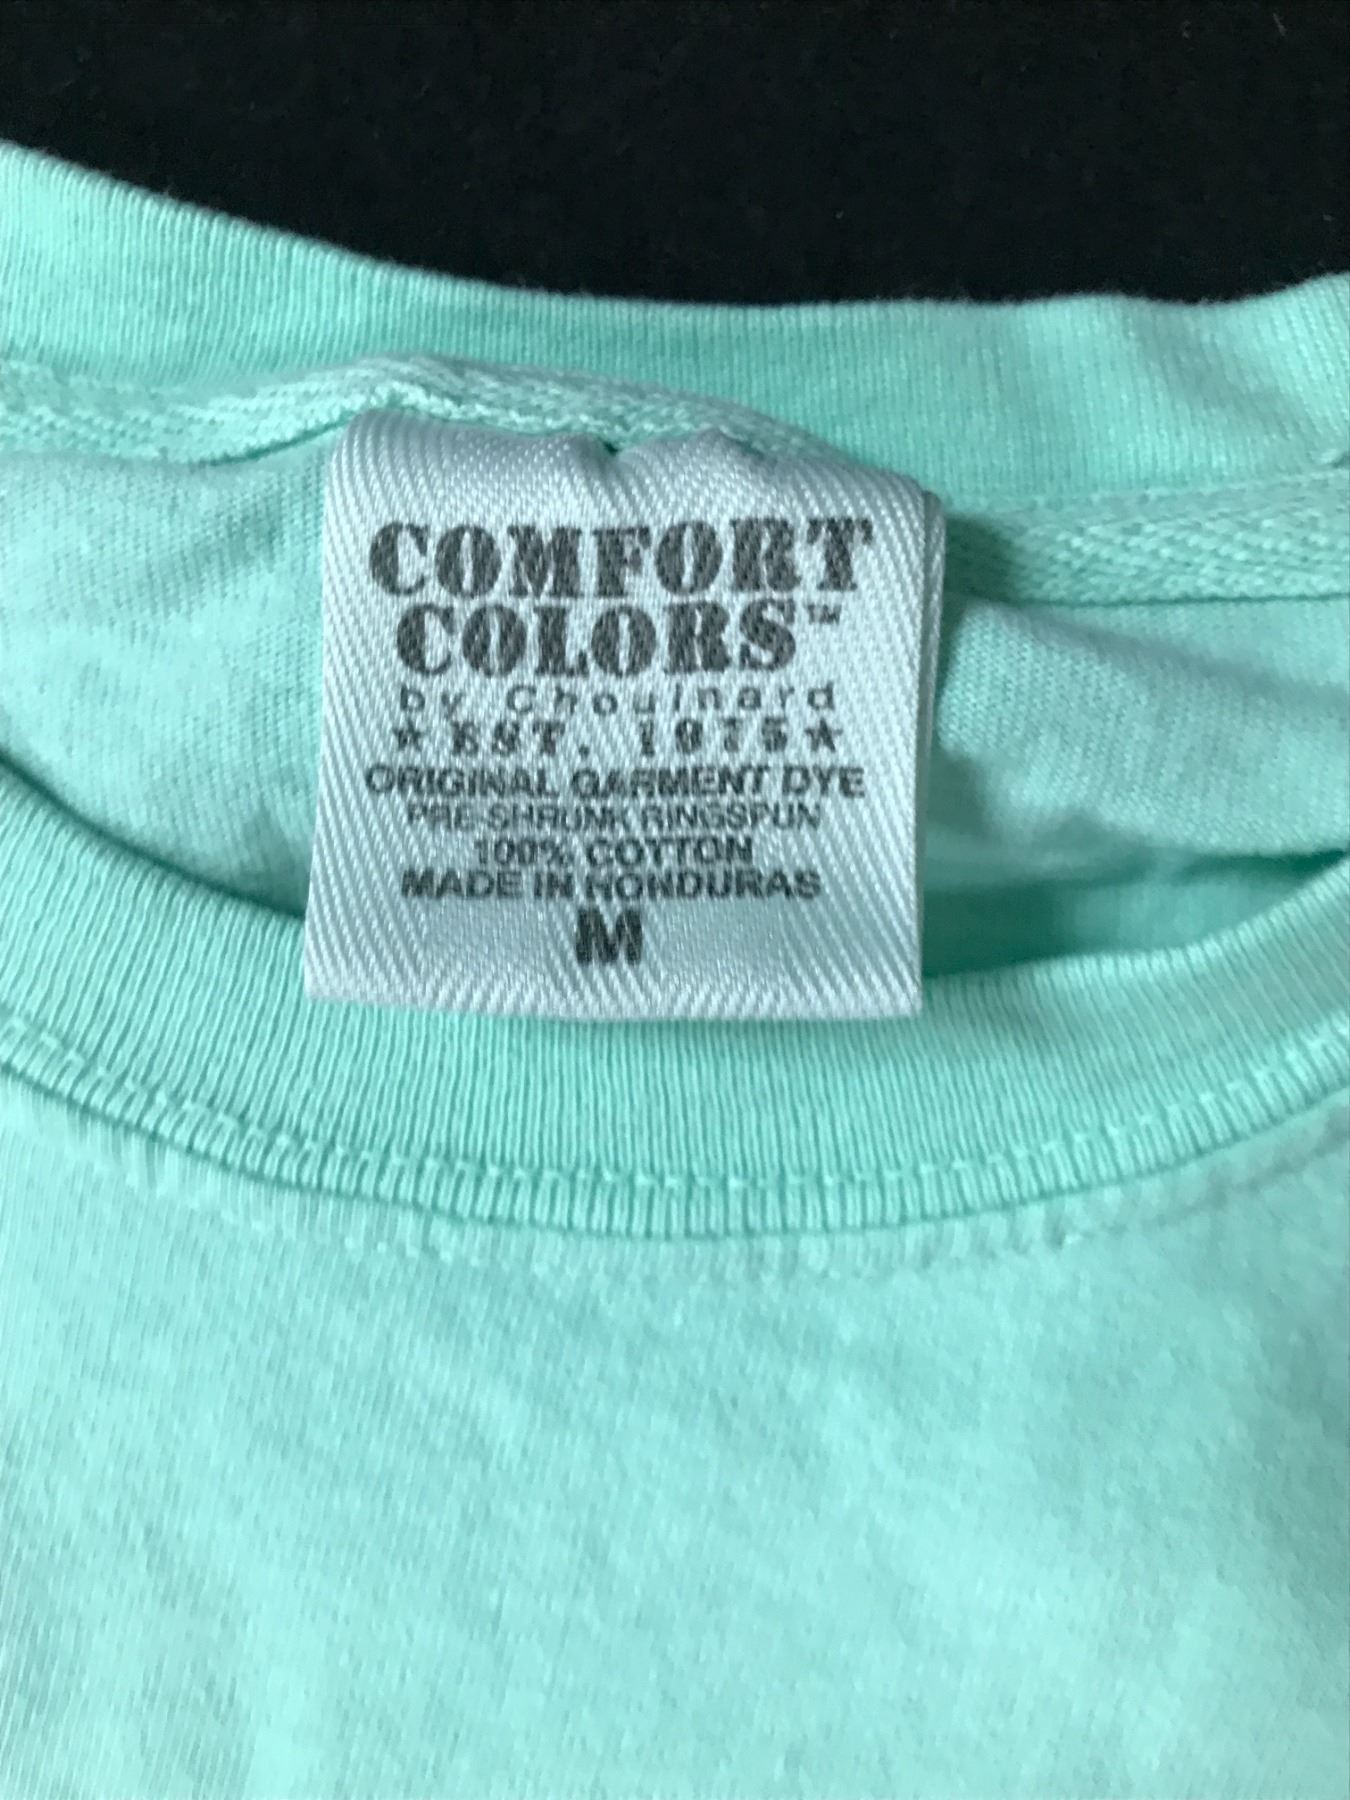 COMFORT
COLORS™
by Chouinard
★ EST. 1975 ★
ORIGINAL GARMENT DYE
PRE-SHRUNK RINGSPUN
100% COTTON
MADE IN HONDURAS
M